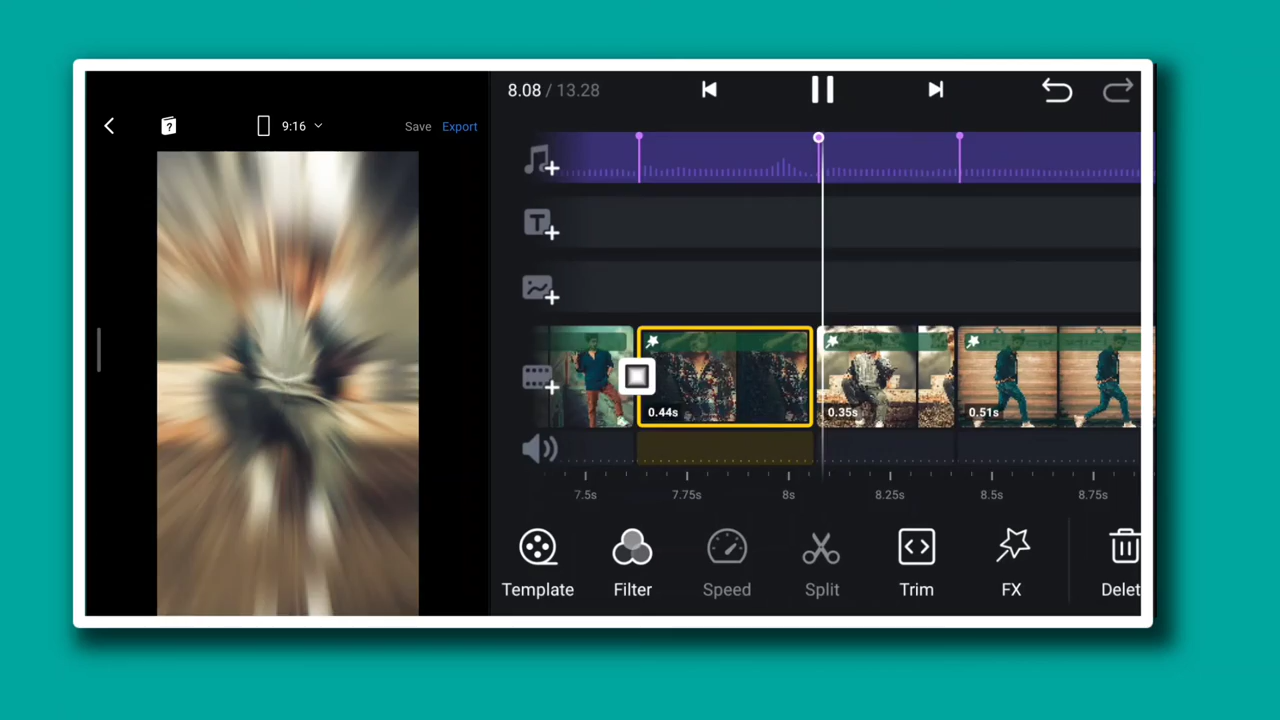 8.08 / 13.28
?
9:16
Save
Export
T
0.44s
0.35s
0.51s
7.5s
7.75s
8s
8.25s
8.5s
8.75s
Template
Filter
Speed
Split
Trim
FX
Delet